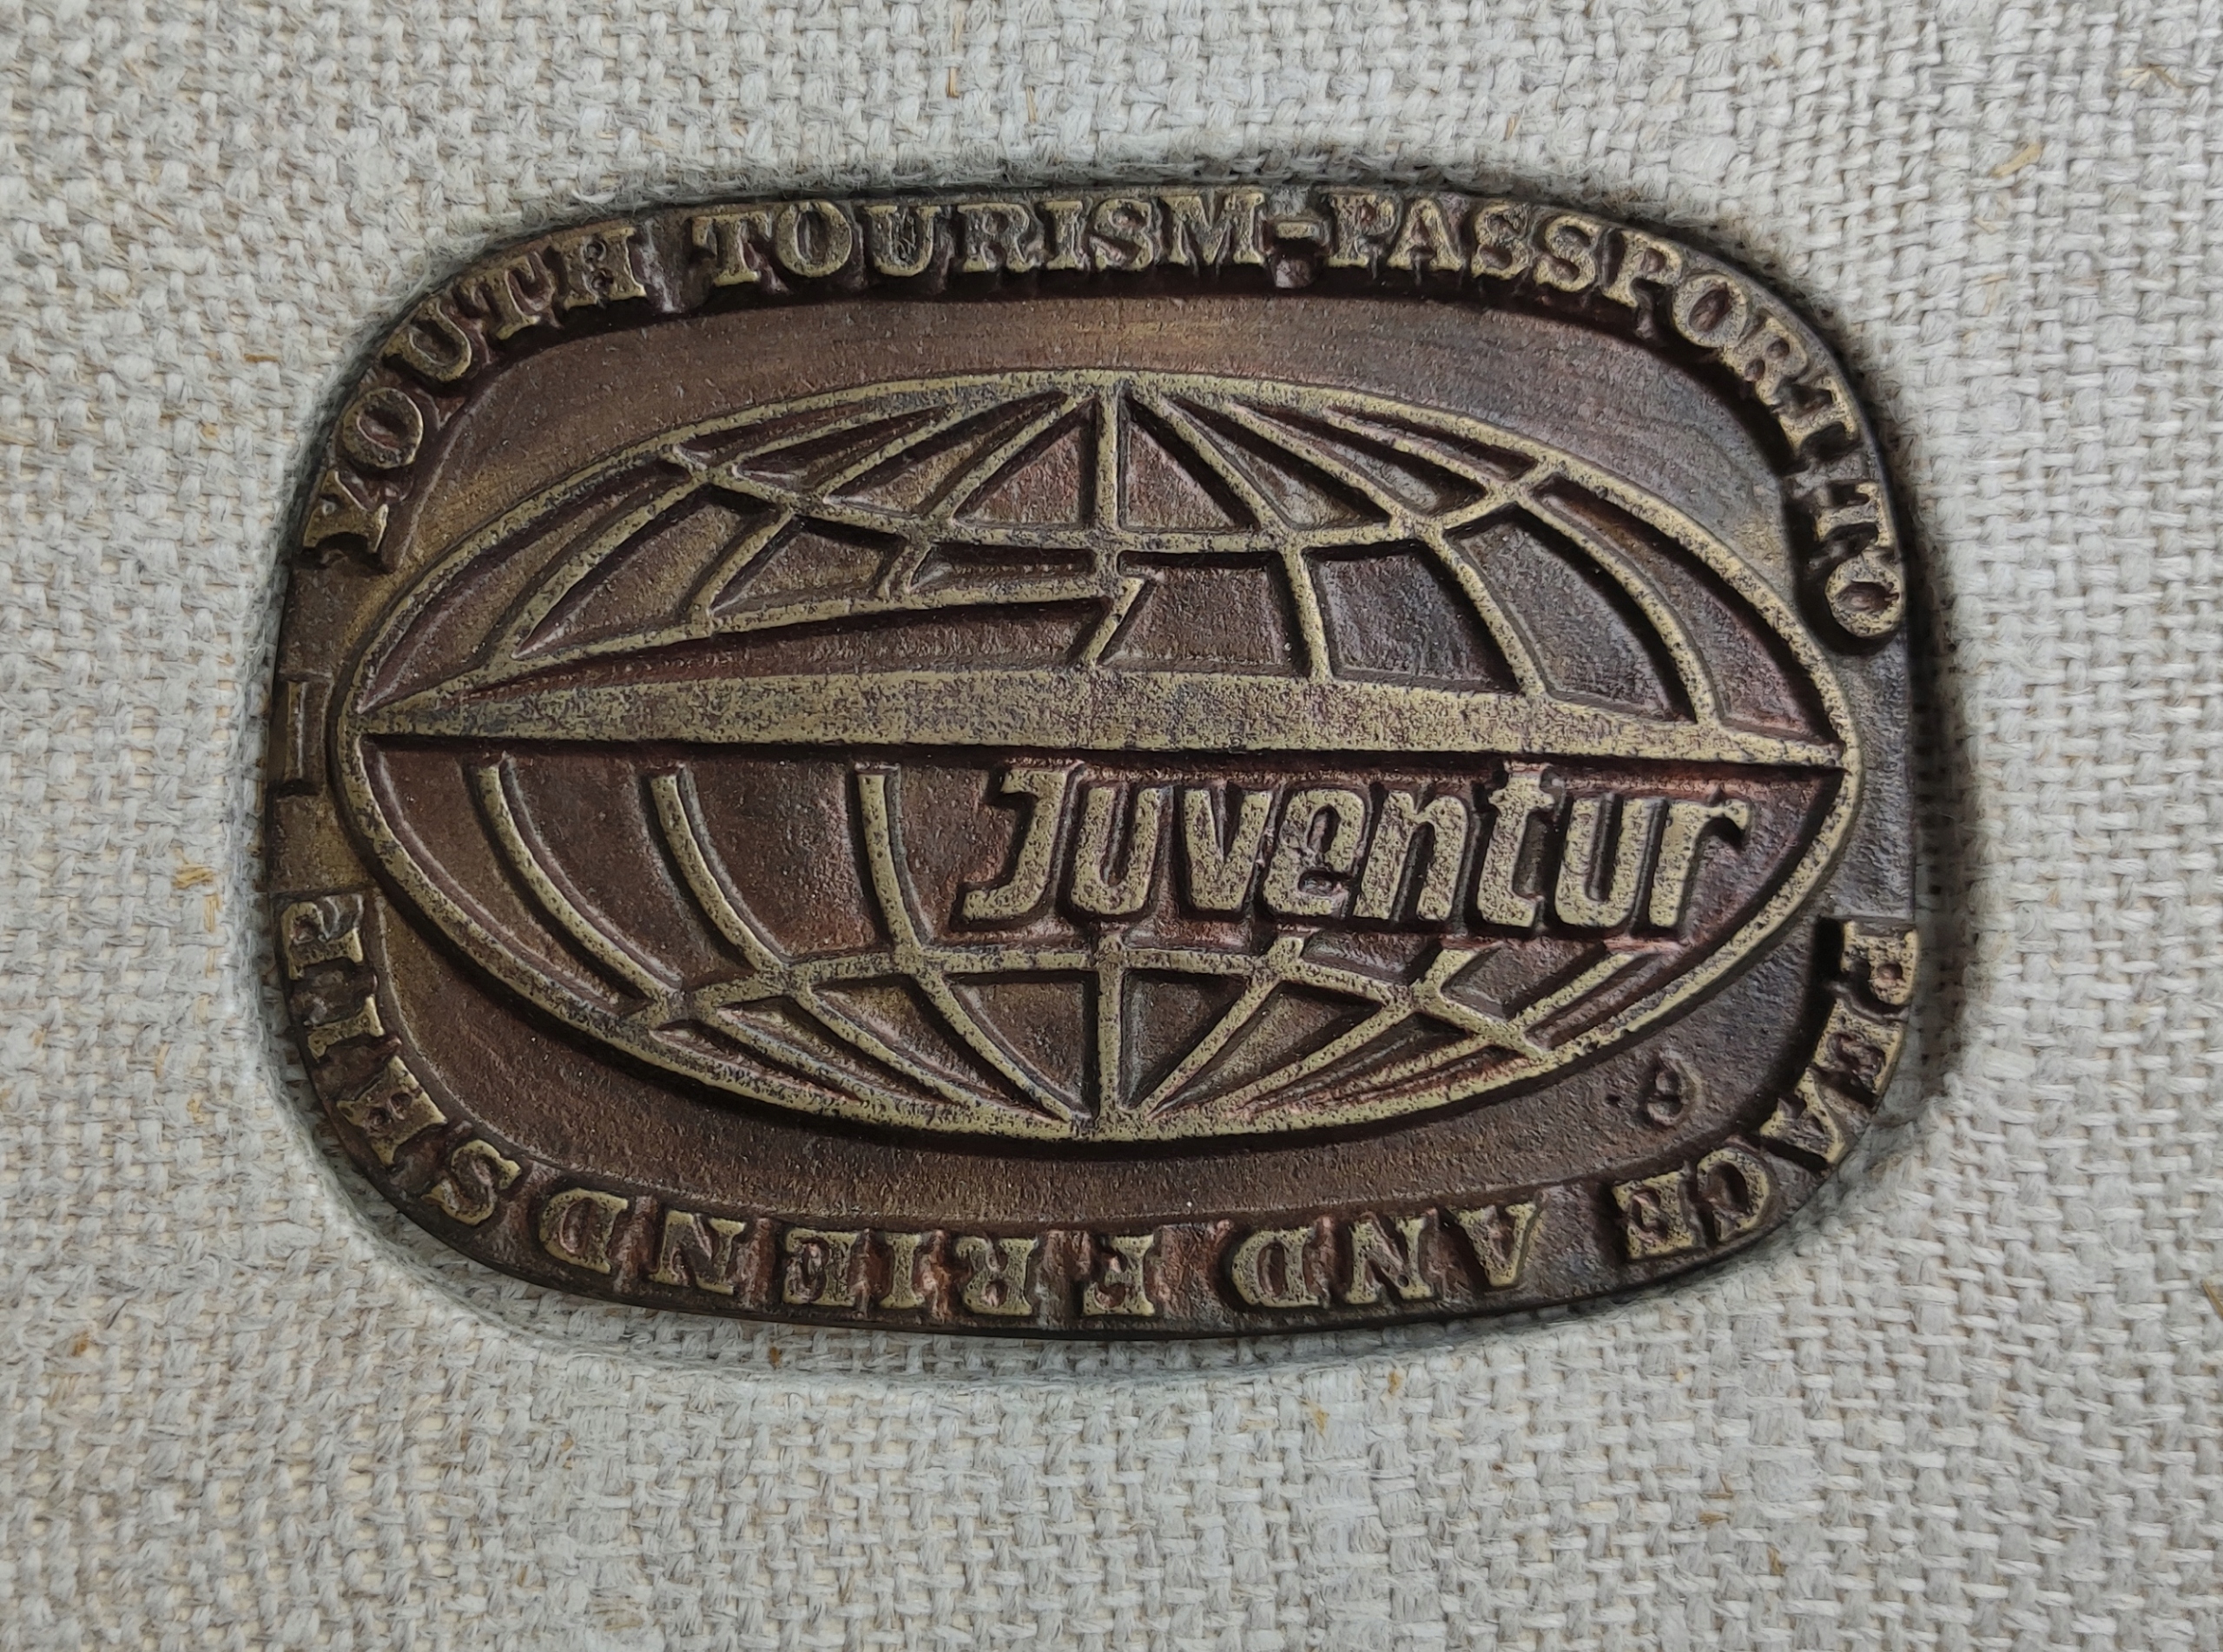 YOUTH TOURISM-PASSPORT TO
PEACE AND FRIENDSHIP
Juventur